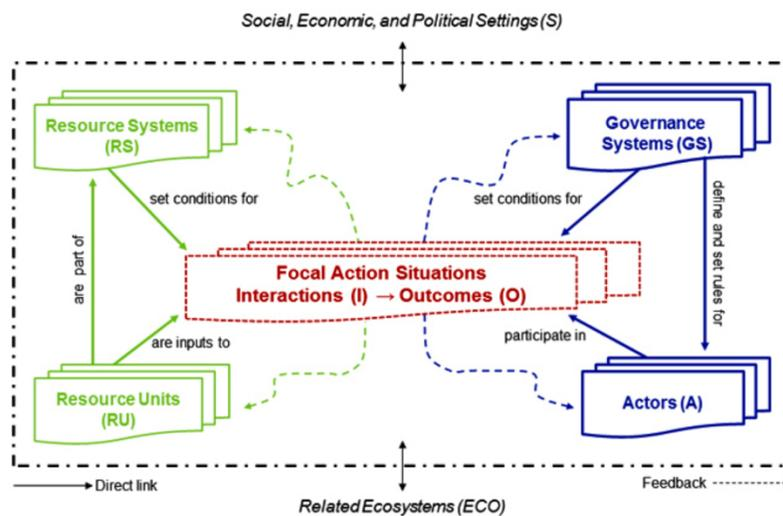 Social, Economic, and Political Settings (S)
Resource Systems
(RS)
Governance
Systems (GS)
set conditions for
set conditions for
are part of
define and set rules for
Focal Action Situations
Interactions (I) → Outcomes (O)
are inputs to
participate in
Resource Units
(RU)
Actors (A)
Direct link
Feedback
Related Ecosystems (ECO)